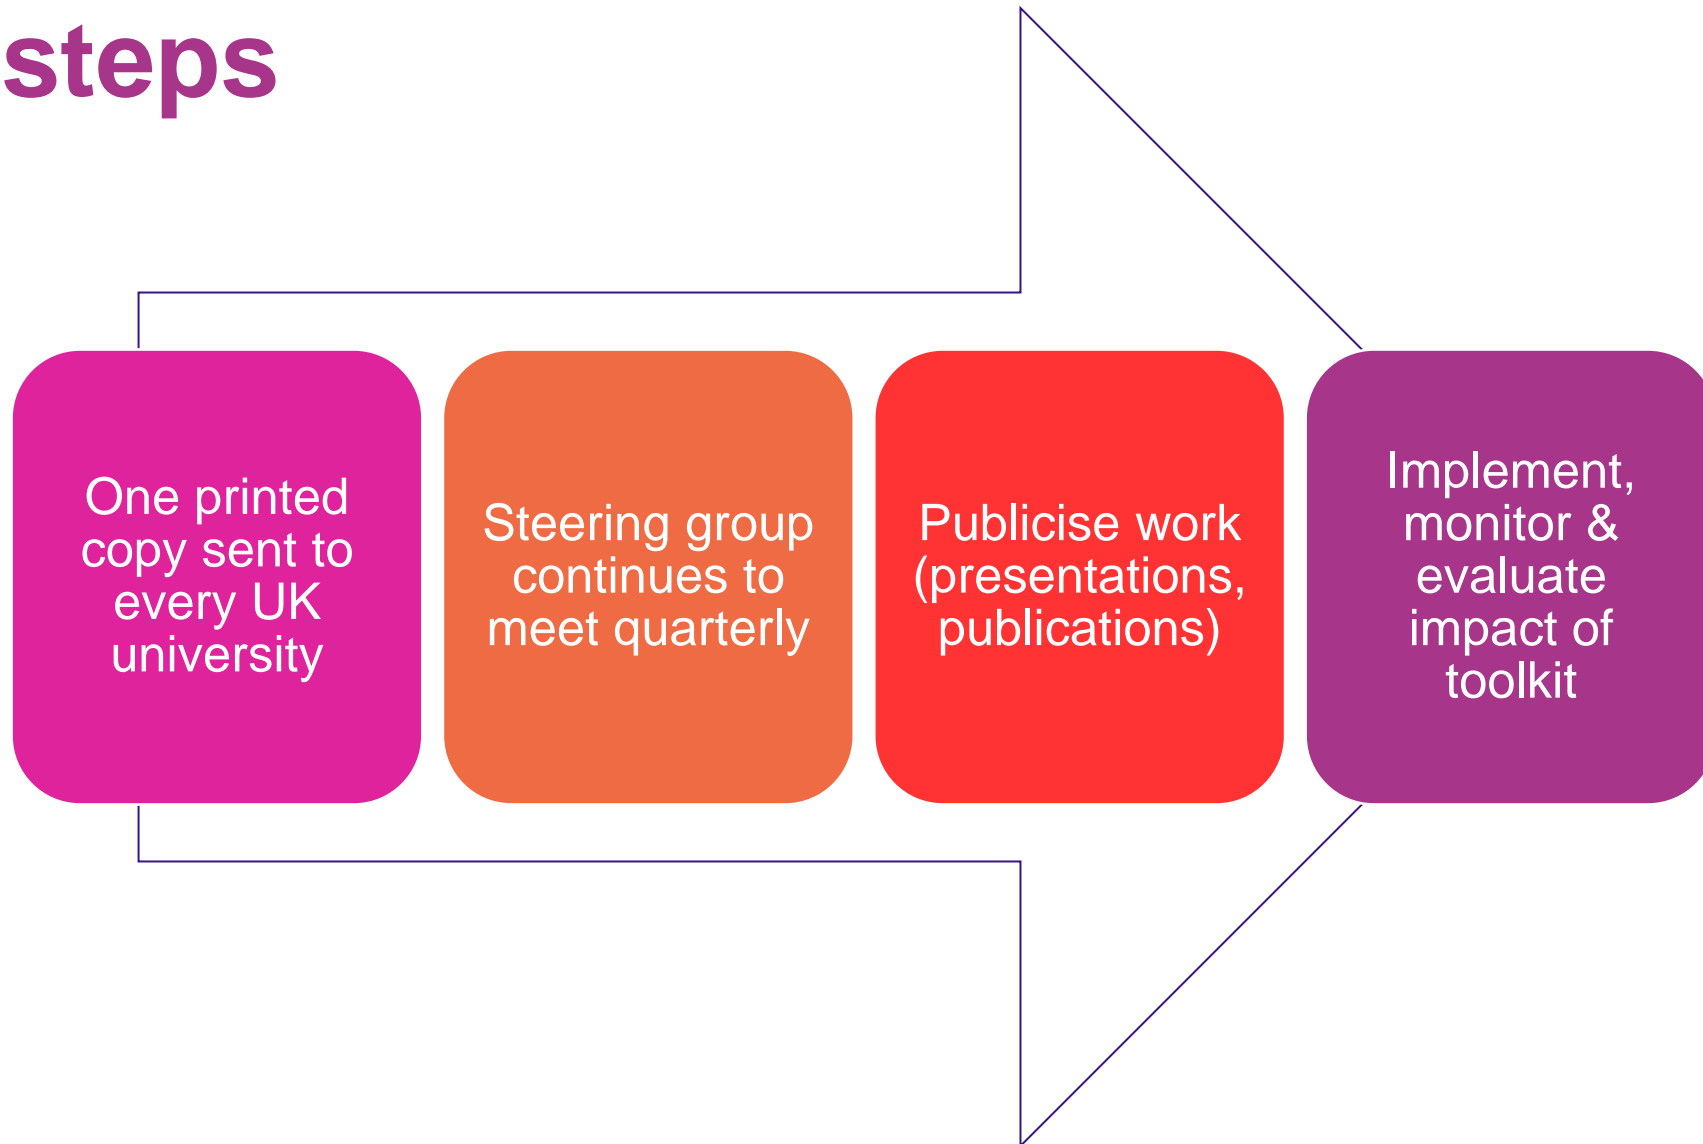 steps
One printed
copy sent to
every UK
university
Steering group
continues to
meet quarterly
Publicise work
(presentations,
publications)
Implement,
monitor &
evaluate
impact of
toolkit